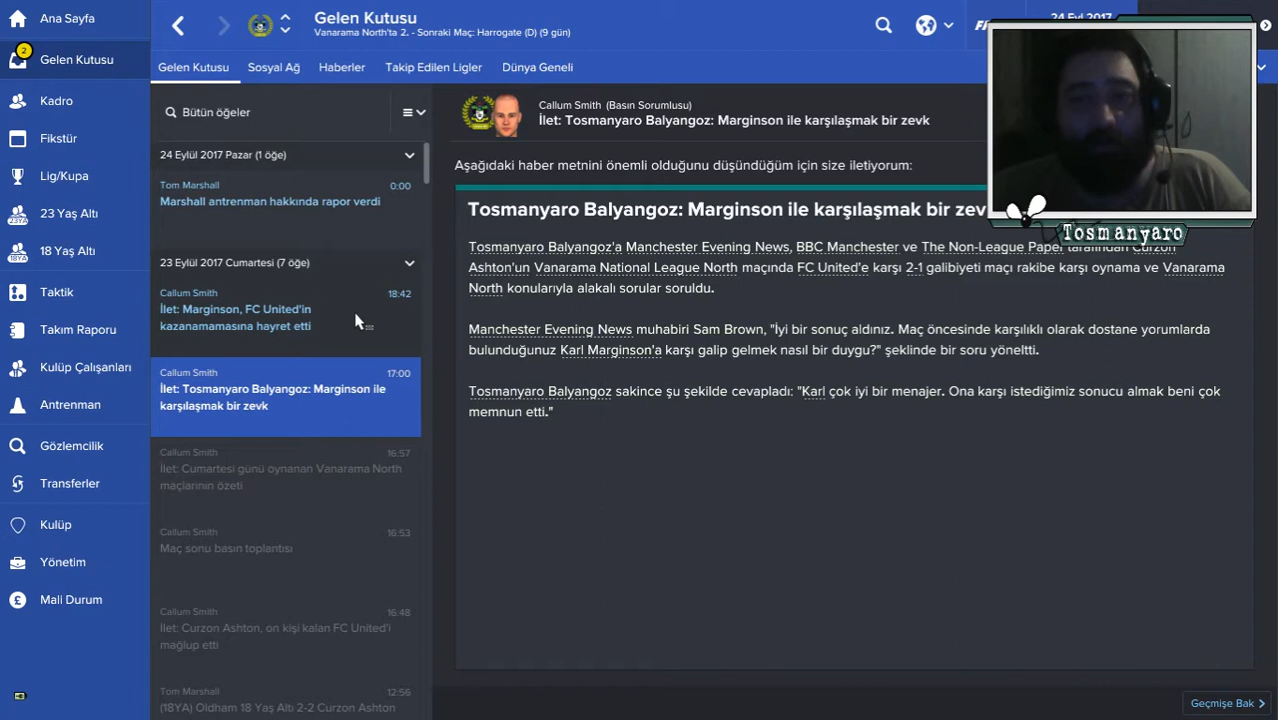 Ana Sayfa
2
Gelen Kutusu
Kadro
Fikstür
Lig/Kupa
23YA
23 Yaş Altı
18YA
18 Yaş Altı
Taktik
Takım Raporu
Kulüp Çalışanları
Antrenman
Gözlemcilik
Transferler
Kulüp
Yönetim
Mali Durum
Gelen Kutusu
Vanarama North'ta 2. - Sonraki Maç: Harrogate (D) (9 gün)
24 Eyl 2017
Gelen Kutusu
Sosyal Ağ
Haberler
Takip Edilen Ligler
Dünya Geneli
Bütün öğeler
24 Eylül 2017 Pazar (1 öğe)
Tom Marshall 0:00
Marshall antrenman hakkında rapor verdi
23 Eylül 2017 Cumartesi (7 öğe)
Callum Smith 18:42
İlet: Marginson, FC United'in
kazanamamasına hayret etti
Callum Smith 17:00
İlet: Tosmanyaro Balyangoz: Marginson ile
karşılaşmak bir zevk
Callum Smith 16:57
İlet: Cumartesi günü oynanan Vanarama North
maçlarının özeti
Callum Smith 16:53
Maç sonu basın toplantısı
Callum Smith 16:48
İlet: Curzon Ashton, on kişi kalan FC United'i
mağlup etti
Tom Marshall 12:56
(18YA) Oldham 18 Yaş Altı 2-2 Curzon Ashton
Callum Smith (Basın Sorumlusu)
İlet: Tosmanyaro Balyangoz: Marginson ile karşılaşmak bir zevk
Aşağıdaki haber metnini önemli olduğunu düşündüğüm için size iletiyorum:
Tosmanyaro Balyangoz: Marginson ile karşılaşmak bir zev
Tosmanyaro Balyangoz'a Manchester Evening News, BBC Manchester ve The Non-League Paper tarafından Curzon
Ashton'un Vanarama National League North maçında FC United'e karşı 2-1 galibiyeti maçı rakibe karşı oynama ve Vanarama
North konularıyla alakalı sorular soruldu.
Manchester Evening News muhabiri Sam Brown, "İyi bir sonuç aldınız. Maç öncesinde karşılıklı olarak dostane yorumlarda
bulunduğunuz Karl Marginson'a karşı galip gelmek nasıl bir duygu?" şeklinde bir soru yöneltti.
Tosmanyaro Balyangoz sakince şu şekilde cevapladı: "Karl çok iyi bir menajer. Ona karşı istediğimiz sonucu almak beni çok
memnun etti."
Tosmanyaro
Geçmişe Bak